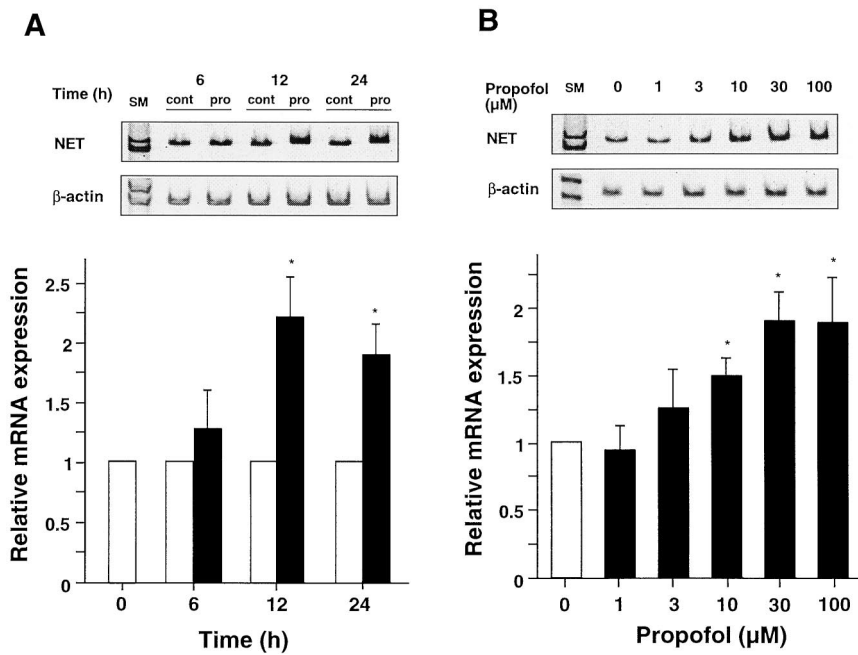 A
Time (h)
6 12 24
SM cont pro cont pro cont pro
NET
β-actin
Relative mRNA expression
2.5
2
1.5
1
0.5
0
* *
0 6 12 24
Time (h)
B
Propofol
(µM)
SM 0 1 3 10 30 100
NET
β-actin
Relative mRNA expression
2
1.5
1
0.5
0
* * *
0 1 3 10 30 100
Propofol (µM)